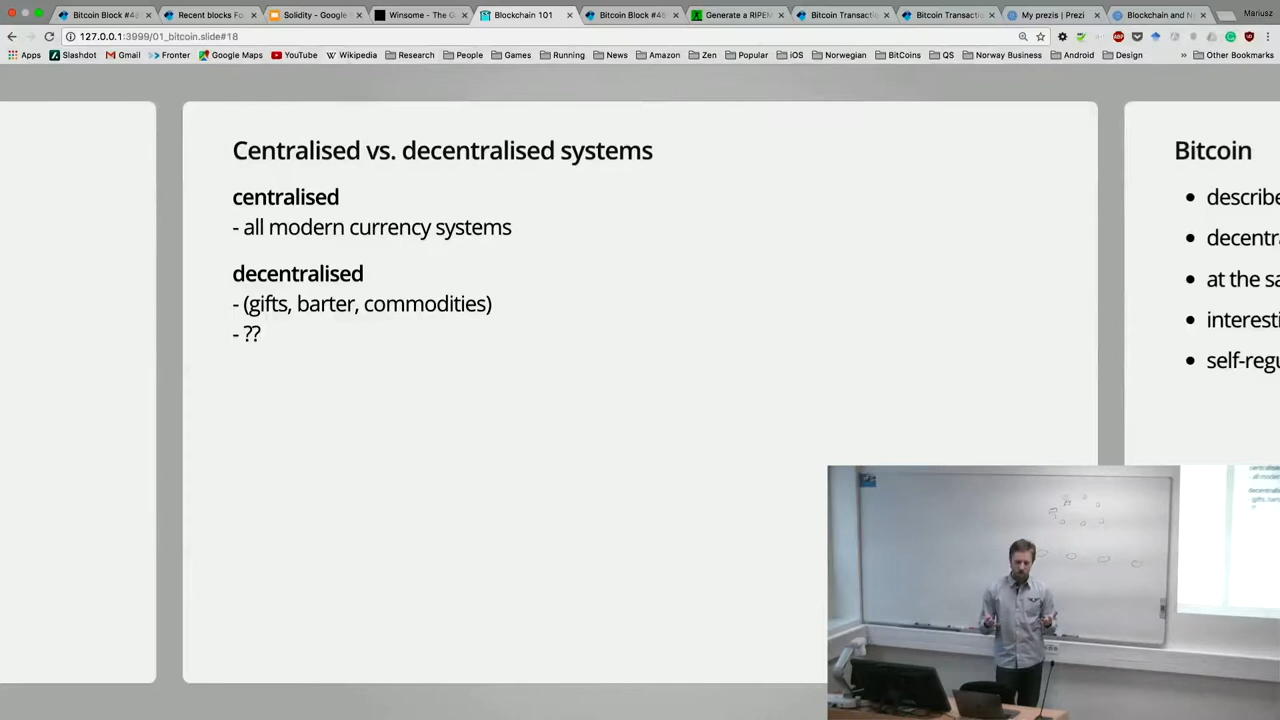 Bitcoin Block #48
Recent blocks Fo
Solidity - Google
Winsome - The G
Blockchain 101
Bitcoin Block #46
Generate a RIPEM
Bitcoin Transactic
Bitcoin Transactic
My prezis | Prezi
Blockchain and N
Mariusz
127.0.0.1:3999/01_bitcoin.slide#18
Apps
Slashdot
Gmail
Fronter
Google Maps
YouTube
Wikipedia
Research
People
Games
Running
News
Amazon
Zen
Popular
iOS
Norwegian
BitCoins
QS
Norway Business
Android
Design
»
Other Bookmarks
Centralised vs. decentralised systems
centralised
- all modern currency systems
decentralised
- (gifts, barter, commodities)
- ??
Bitcoin
describe
decentra
at the sa
interesti
self-regu